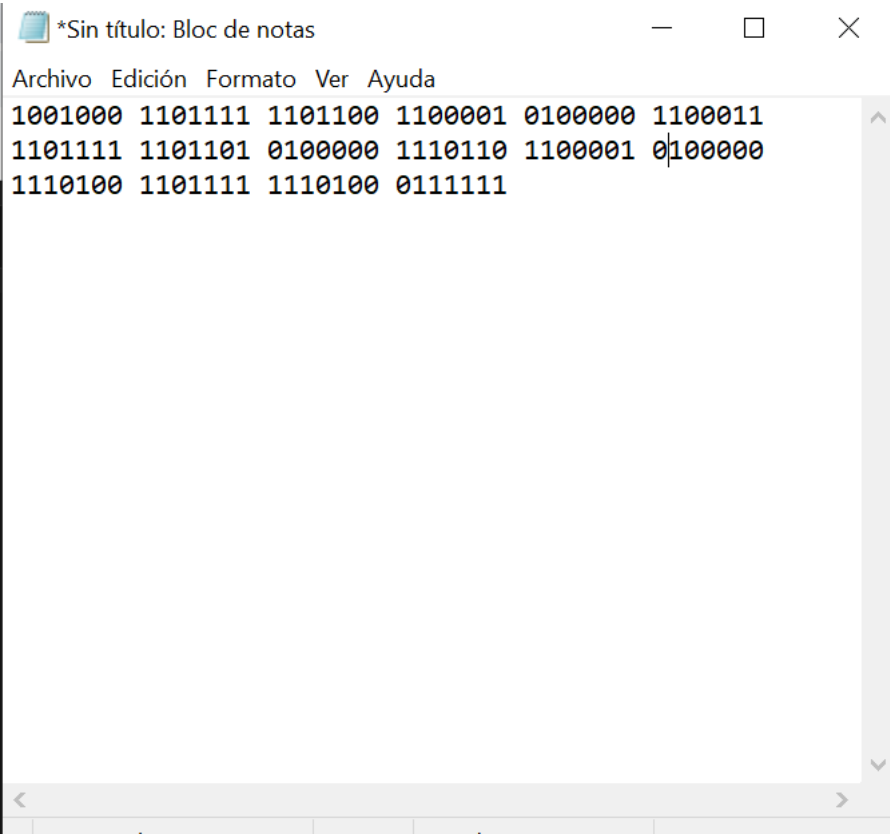 *Sin título: Bloc de notas
Archivo Edición Formato Ver Ayuda
1001000 1101111 1101100 1100001 0100000 1100011
1101111 1101101 0100000 1110110 1100001 0100000
1110100 1101111 1110100 0111111